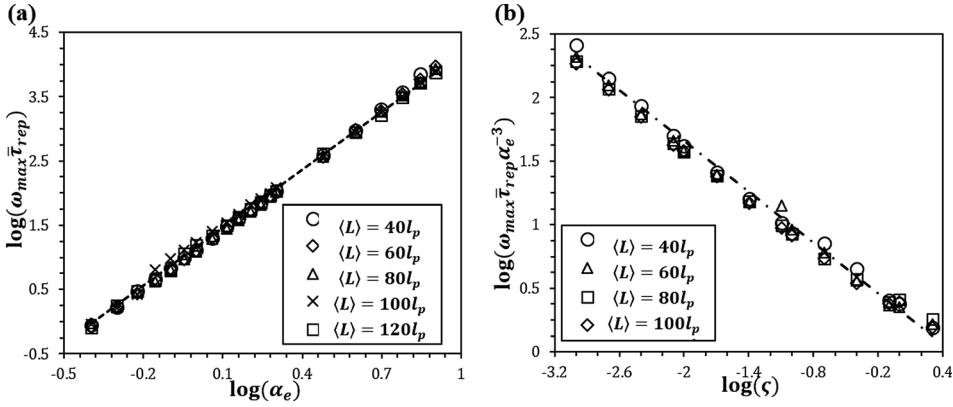 (a)
4.5
3.5
2.5
1.5
0.5
-0.5
log(ω_max τ̄_rep)
⟨L⟩ = 40l_p
⟨L⟩ = 60l_p
⟨L⟩ = 80l_p
⟨L⟩ = 100l_p
⟨L⟩ = 120l_p
-0.5 -0.2 0.1 0.4 0.7 1
log(α_e)
(b)
2.5
2
1.5
1
0.5
0
log(ω_max τ̄_rep α_e^-3)
⟨L⟩ = 40l_p
⟨L⟩ = 60l_p
⟨L⟩ = 80l_p
⟨L⟩ = 100l_p
-3.2 -2.6 -2 -1.4 -0.8 -0.2 0.4
log(ς)